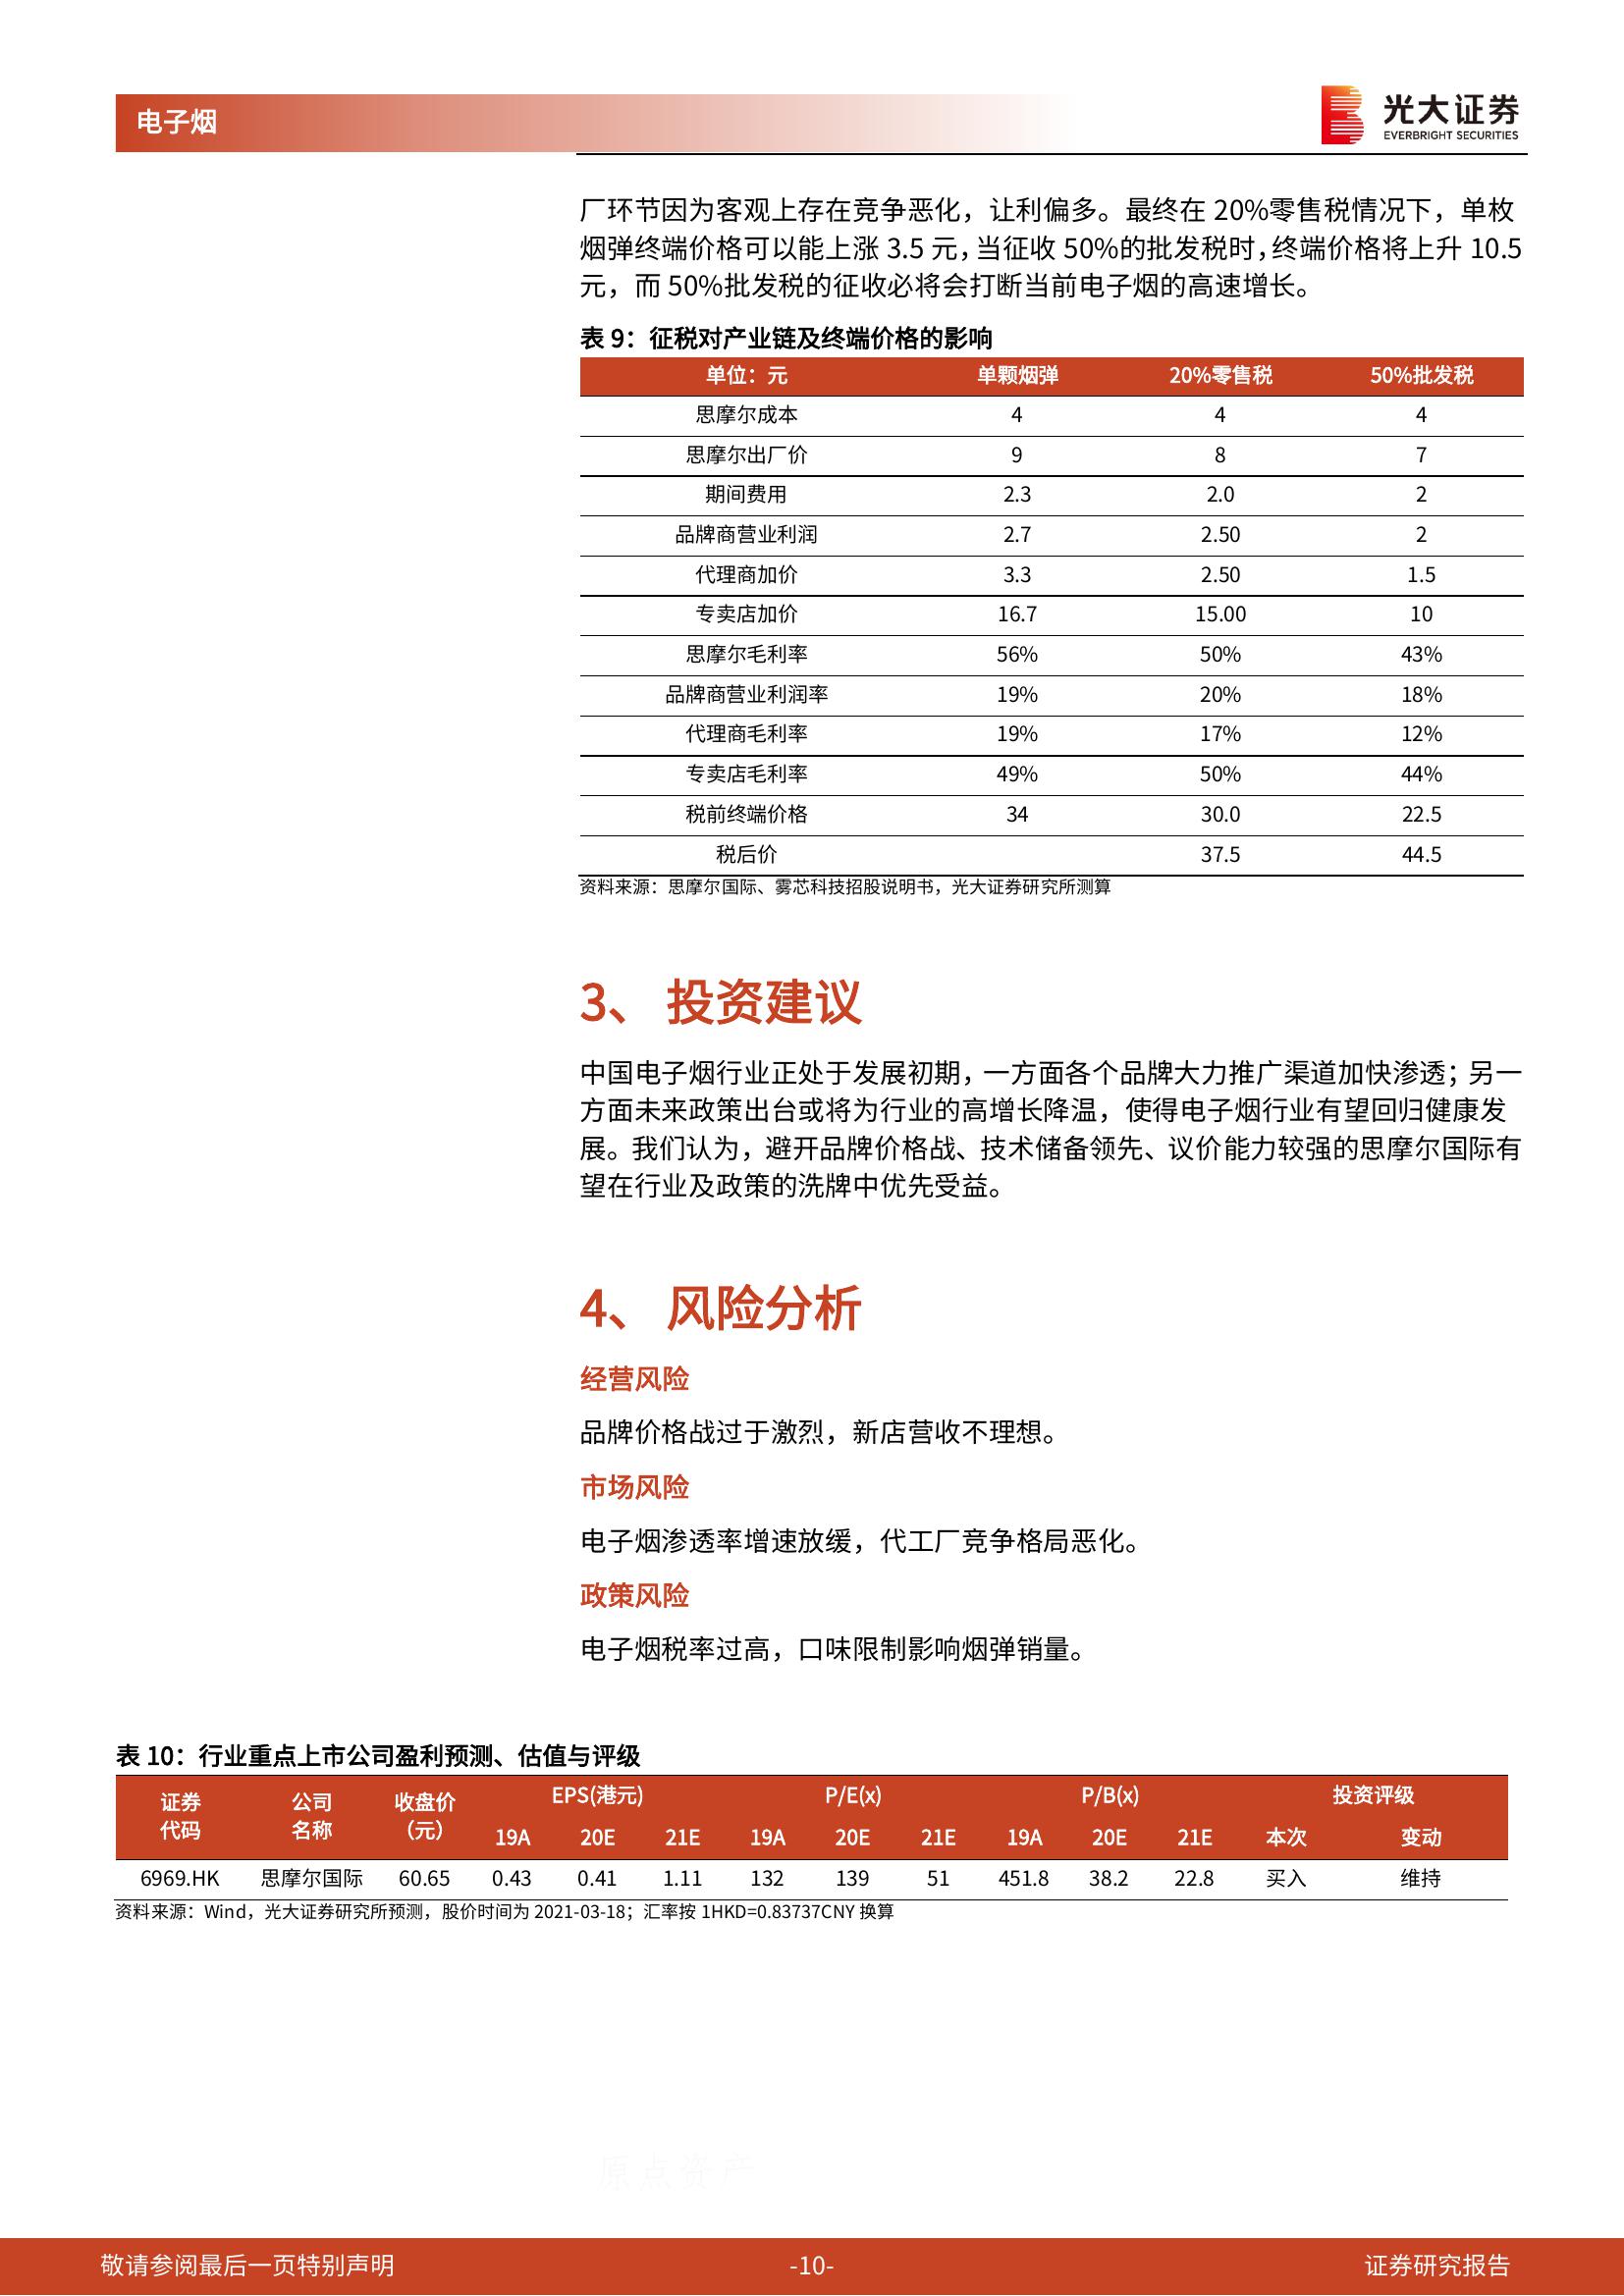 电子烟
光大证券
EVERBRIGHT SECURITIES
厂环节因为客观上存在竞争恶化，让利偏多。最终在 20%零售税情况下，单枚
烟弹终端价格可以能上涨 3.5 元，当征收 50%的批发税时，终端价格将上升 10.5
元，而 50%批发税的征收必将会打断当前电子烟的高速增长。
表 9：征税对产业链及终端价格的影响
单位：元 单颗烟弹 20%零售税 50%批发税
思摩尔成本 4 4 4
思摩尔出厂价 9 8 7
期间费用 2.3 2.0 2
品牌商营业利润 2.7 2.50 2
代理商加价 3.3 2.50 1.5
专卖店加价 16.7 15.00 10
思摩尔毛利率 56% 50% 43%
品牌商营业利润率 19% 20% 18%
代理商毛利率 19% 17% 12%
专卖店毛利率 49% 50% 44%
税前终端价格 34 30.0 22.5
税后价 37.5 44.5
资料来源：思摩尔国际、雾芯科技招股说明书，光大证券研究所测算
3、 投资建议
中国电子烟行业正处于发展初期，一方面各个品牌大力推广渠道加快渗透；另一
方面未来政策出台或将为行业的高增长降温，使得电子烟行业有望回归健康发
展。我们认为，避开品牌价格战、技术储备领先、议价能力较强的思摩尔国际有
望在行业及政策的洗牌中优先受益。
4、 风险分析
经营风险
品牌价格战过于激烈，新店营收不理想。
市场风险
电子烟渗透率增速放缓，代工厂竞争格局恶化。
政策风险
电子烟税率过高，口味限制影响烟弹销量。
表 10：行业重点上市公司盈利预测、估值与评级
证券 公司 收盘价 EPS(港元) P/E(x) P/B(x) 投资评级
代码 名称 （元） 19A 20E 21E 19A 20E 21E 19A 20E 21E 本次 变动
6969.HK 思摩尔国际 60.65 0.43 0.41 1.11 132 139 51 451.8 38.2 22.8 买入 维持
资料来源：Wind，光大证券研究所预测，股价时间为 2021-03-18；汇率按 1HKD=0.83737CNY 换算
原点资产
敬请参阅最后一页特别声明 -10- 证券研究报告